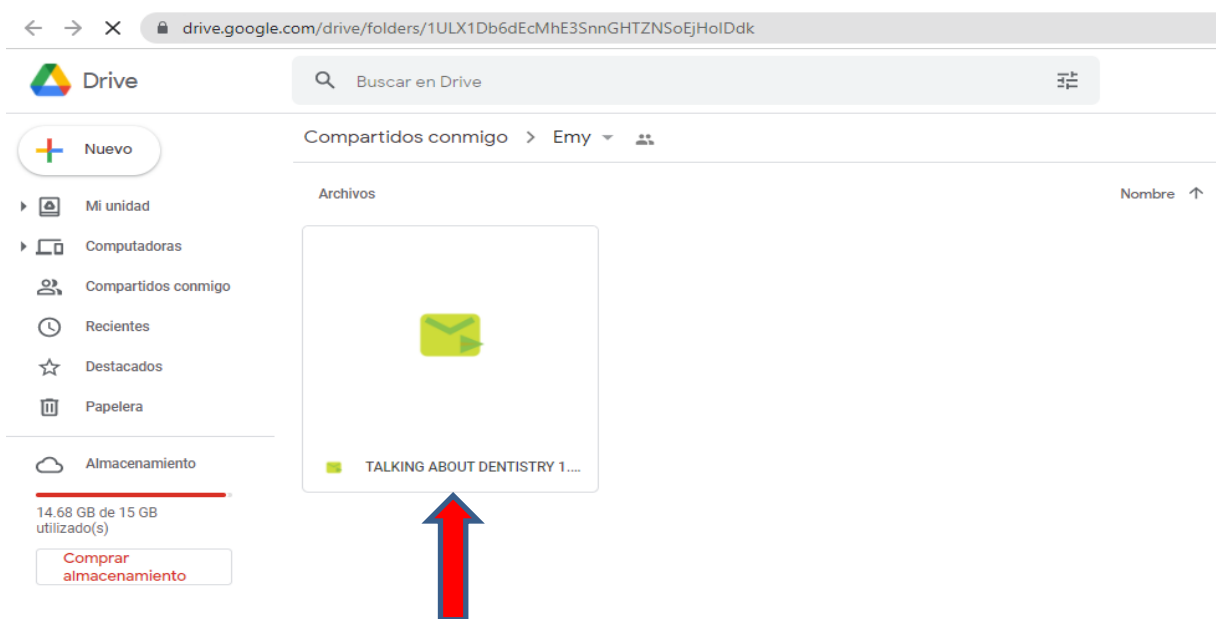 drive.google.com/drive/folders/1ULX1Db6dEcMhE3SnnGHTZNSoEjHolDdk
Drive
Buscar en Drive
Nuevo
Compartidos conmigo > Emy
Archivos
Nombre
Mi unidad
Computadoras
Compartidos conmigo
Recientes
Destacados
Papelera
Almacenamiento
TALKING ABOUT DENTISTRY 1....
14.68 GB de 15 GB
utilizado(s)
Comprar
almacenamiento